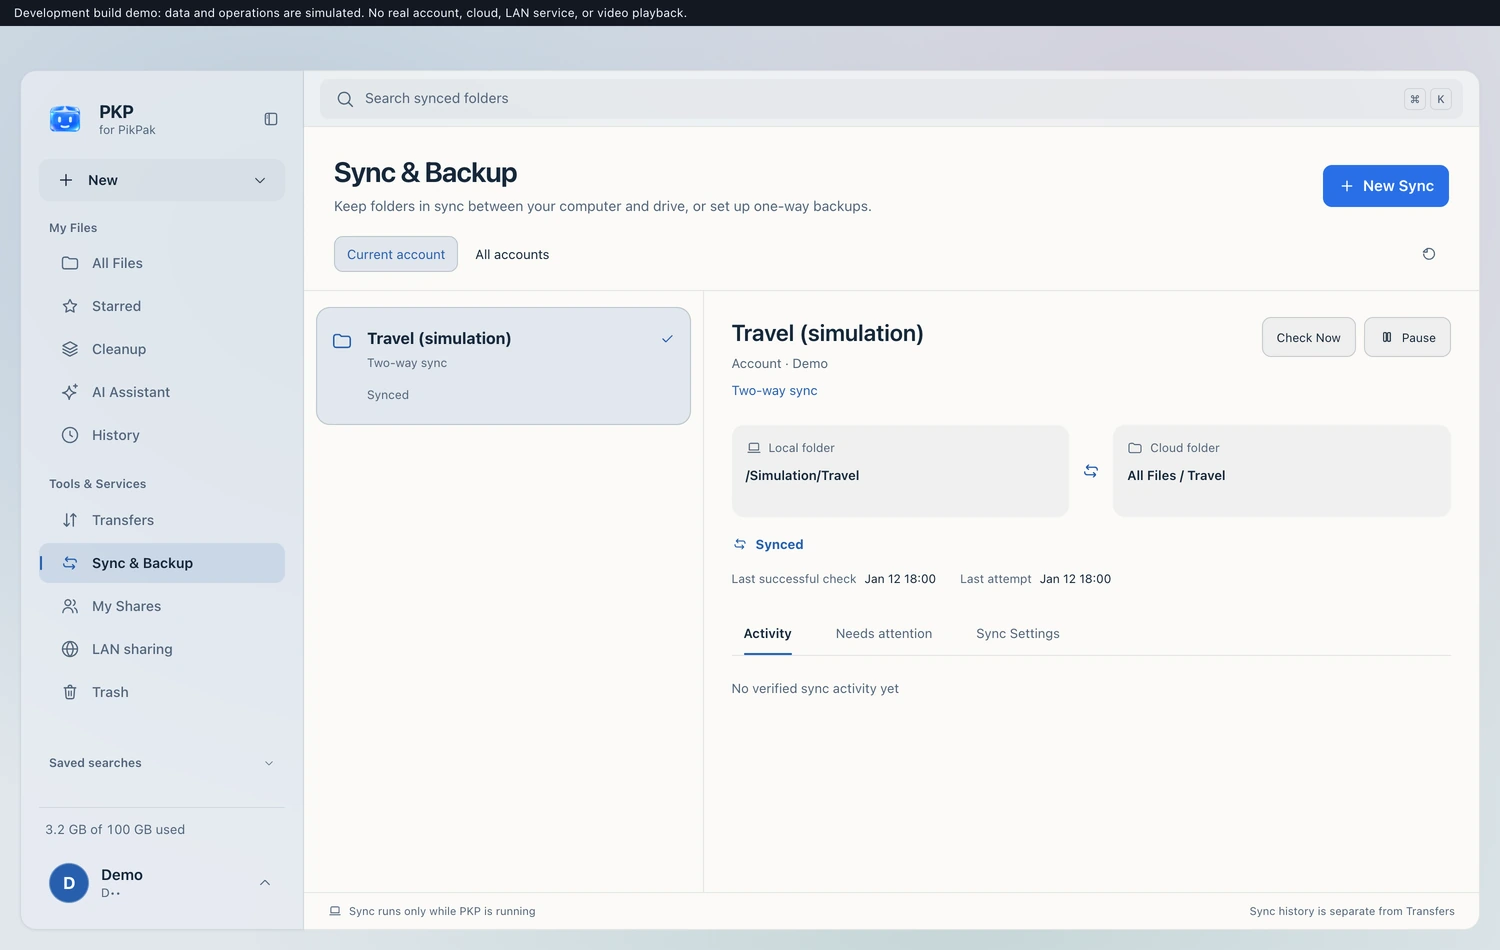 Development build demo: data and operations are simulated. No real account, cloud, LAN service, or video playback.
PKP
for PikPak
New
My Files
All Files
Starred
Cleanup
AI Assistant
History
Tools & Services
Transfers
Sync & Backup
My Shares
LAN sharing
Trash
Saved searches
3.2 GB of 100 GB used
D
Demo
D••
Search synced folders
⌘ K
Sync & Backup
Keep folders in sync between your computer and drive, or set up one-way backups.
New Sync
Current account
All accounts
Travel (simulation)
Two-way sync
Synced
Travel (simulation)
Account · Demo
Two-way sync
Check Now
Pause
Local folder
/Simulation/Travel
Cloud folder
All Files / Travel
Synced
Last successful check Jan 12 18:00 Last attempt Jan 12 18:00
Activity
Needs attention
Sync Settings
No verified sync activity yet
Sync runs only while PKP is running
Sync history is separate from Transfers